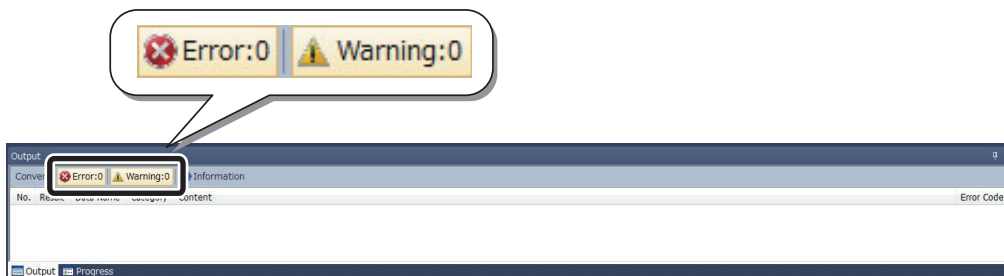 Error:0 Warning:0
Output
Error:0 Warning:0 Information
No. Content Error Code
Output Progress